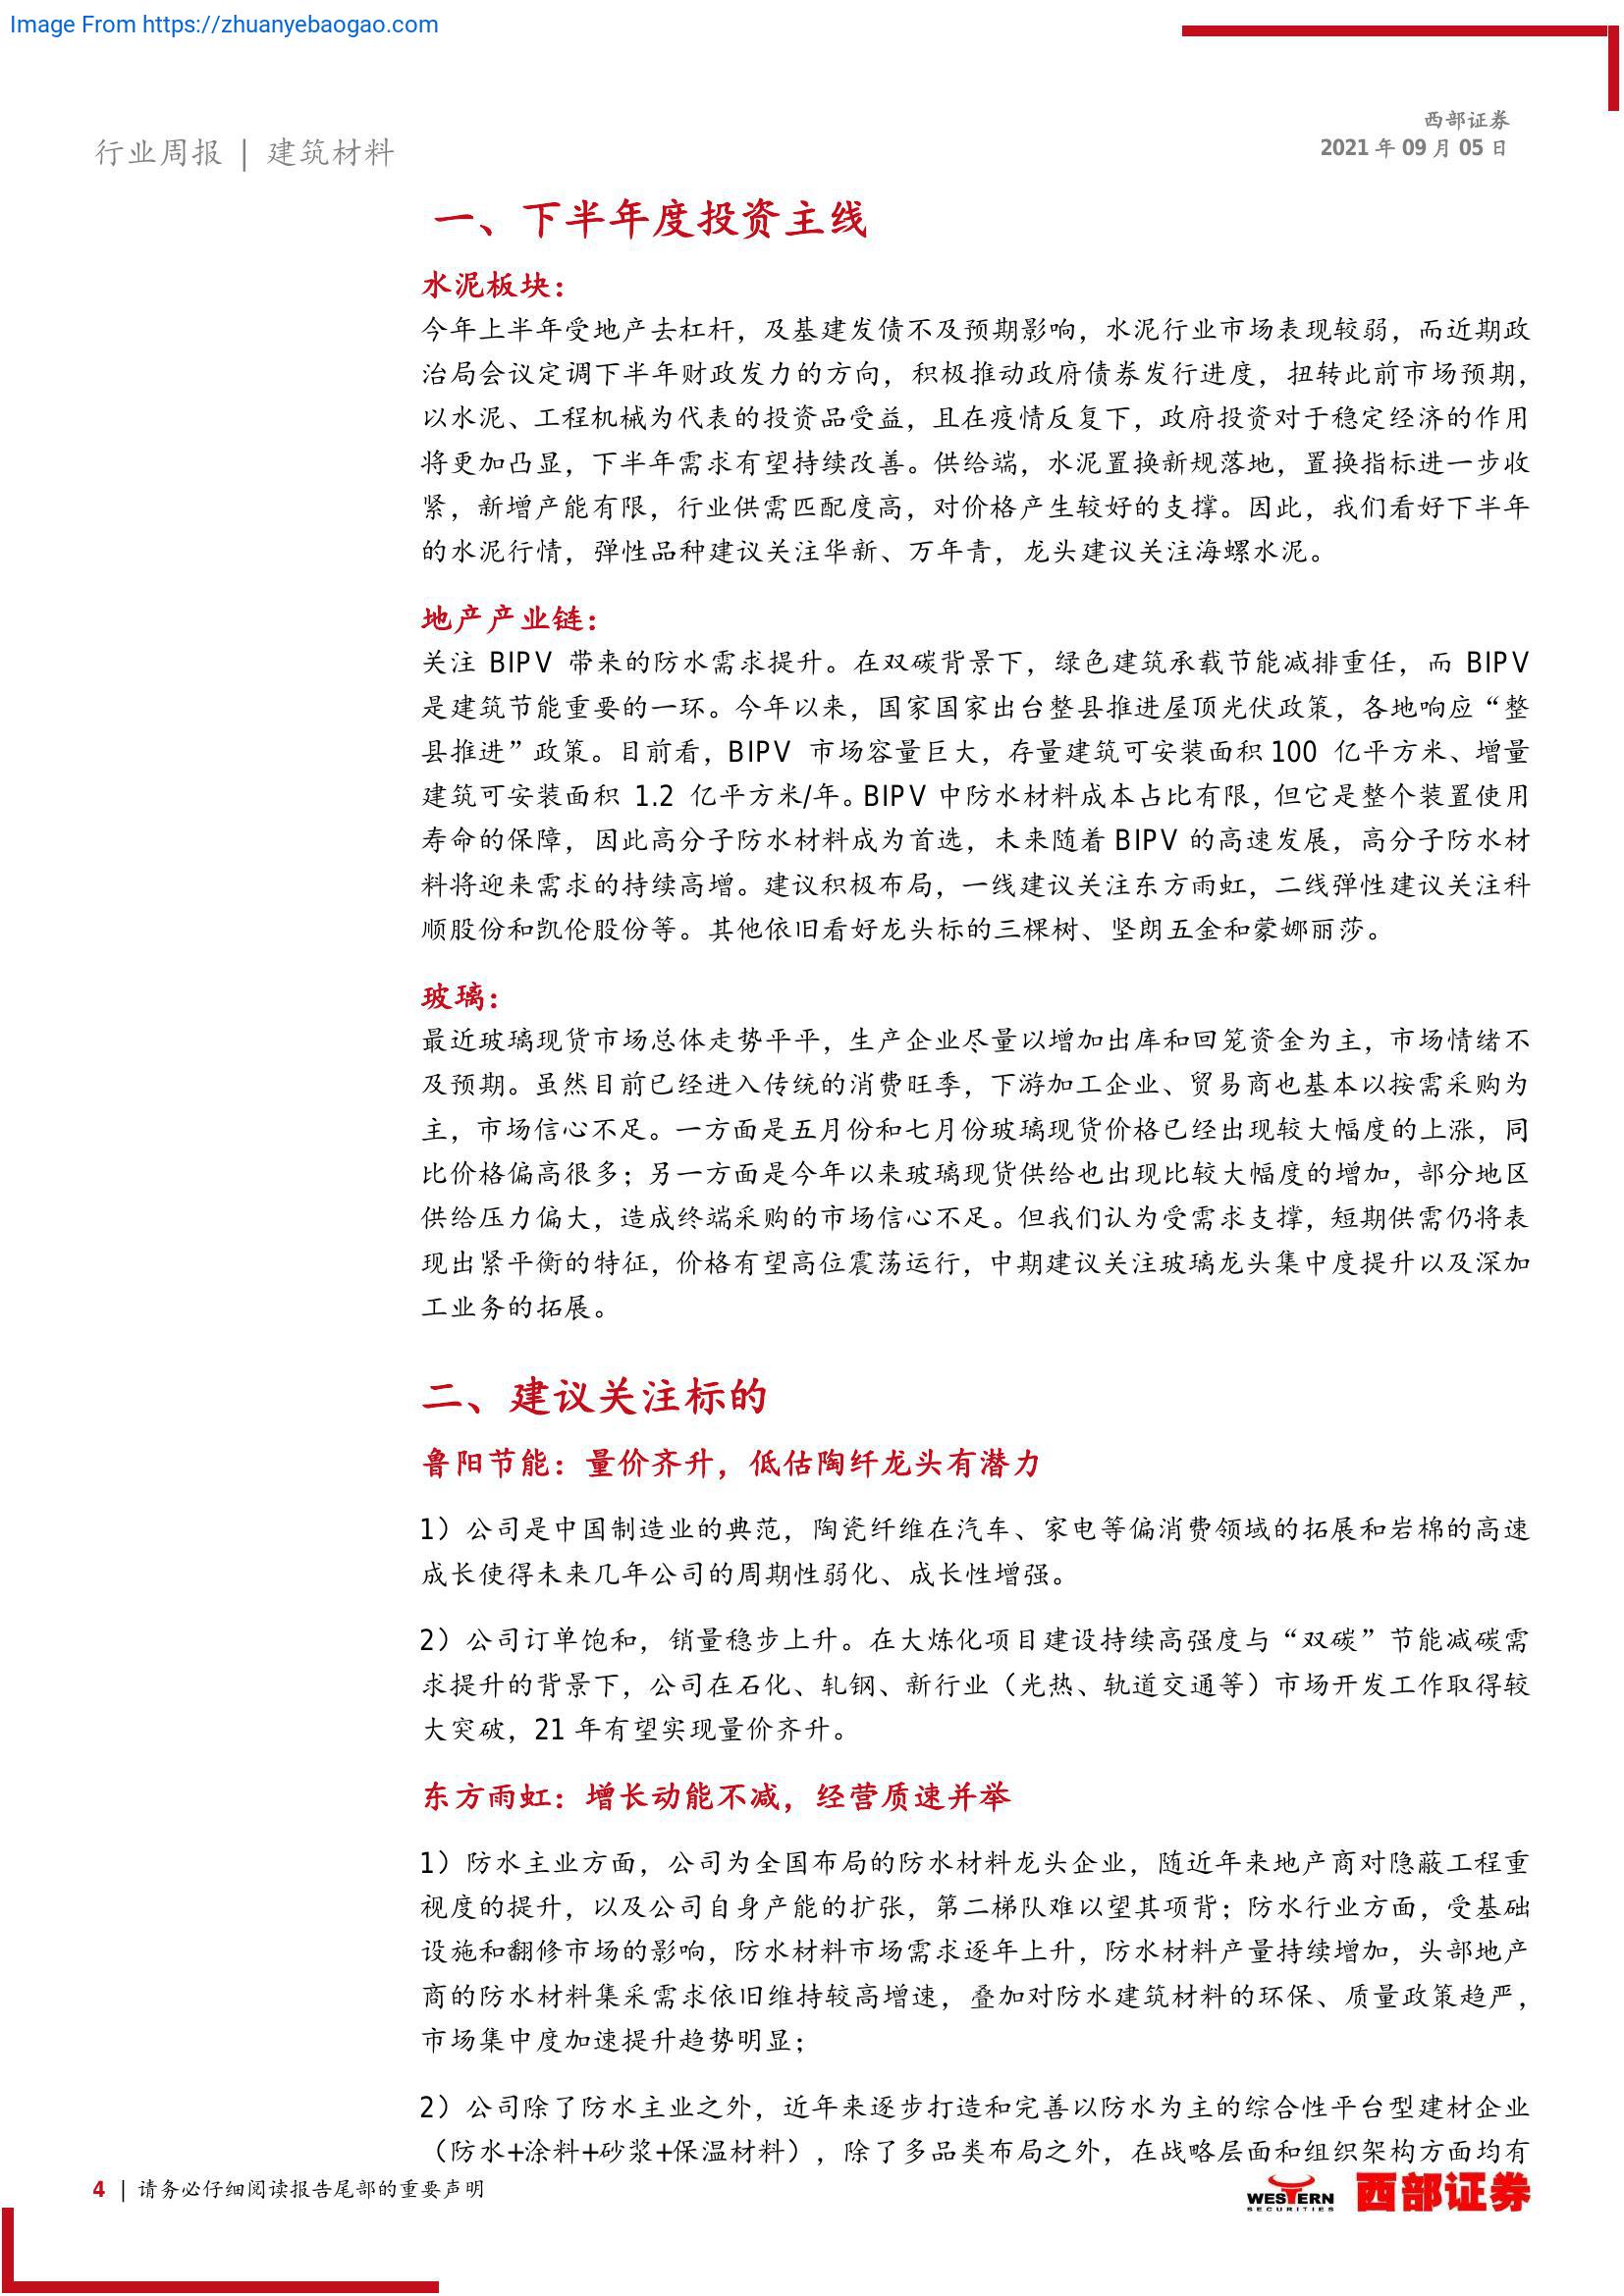 Image From https://zhuanyebaogao.com
西部证券
行业周报 | 建筑材料
2021 年 09 月 05 日
一、下半年度投资主线
水泥板块：
今年上半年受地产去杠杆，及基建发债不及预期影响，水泥行业市场表现较弱，而近期政
治局会议定调下半年财政发力的方向，积极推动政府债券发行进度，扭转此前市场预期，
以水泥、工程机械为代表的投资品受益，且在疫情反复下，政府投资对于稳定经济的作用
将更加凸显，下半年需求有望持续改善。供给端，水泥置换新规落地，置换指标进一步收
紧，新增产能有限，行业供需匹配度高，对价格产生较好的支撑。因此，我们看好下半年
的水泥行情，弹性品种建议关注华新、万年青，龙头建议关注海螺水泥。
地产产业链：
关注 BIPV 带来的防水需求提升。在双碳背景下，绿色建筑承载节能减排重任，而 BIPV
是建筑节能重要的一环。今年以来，国家国家出台整县推进屋顶光伏政策，各地响应“整
县推进”政策。目前看，BIPV 市场容量巨大，存量建筑可安装面积 100 亿平方米、增量
建筑可安装面积 1.2 亿平方米/年。BIPV 中防水材料成本占比有限，但它是整个装置使用
寿命的保障，因此高分子防水材料成为首选，未来随着 BIPV 的高速发展，高分子防水材
料将迎来需求的持续高增。建议积极布局，一线建议关注东方雨虹，二线弹性建议关注科
顺股份和凯伦股份等。其他依旧看好龙头标的三棵树、坚朗五金和蒙娜丽莎。
玻璃：
最近玻璃现货市场总体走势平平，生产企业尽量以增加出库和回笼资金为主，市场情绪不
及预期。虽然目前已经进入传统的消费旺季，下游加工企业、贸易商也基本以按需采购为
主，市场信心不足。一方面是五月份和七月份玻璃现货价格已经出现较大幅度的上涨，同
比价格偏高很多；另一方面是今年以来玻璃现货供给也出现比较大幅度的增加，部分地区
供给压力偏大，造成终端采购的市场信心不足。但我们认为受需求支撑，短期供需仍将表
现出紧平衡的特征，价格有望高位震荡运行，中期建议关注玻璃龙头集中度提升以及深加
工业务的拓展。
二、建议关注标的
鲁阳节能：量价齐升，低估陶纤龙头有潜力
1）公司是中国制造业的典范，陶瓷纤维在汽车、家电等偏消费领域的拓展和岩棉的高速
成长使得未来几年公司的周期性弱化、成长性增强。
2）公司订单饱和，销量稳步上升。在大炼化项目建设持续高强度与“双碳”节能减碳需
求提升的背景下，公司在石化、轧钢、新行业（光热、轨道交通等）市场开发工作取得较
大突破，21 年有望实现量价齐升。
东方雨虹：增长动能不减，经营质速并举
1）防水主业方面，公司为全国布局的防水材料龙头企业，随近年来地产商对隐蔽工程重
视度的提升，以及公司自身产能的扩张，第二梯队难以望其项背；防水行业方面，受基础
设施和翻修市场的影响，防水材料市场需求逐年上升，防水材料产量持续增加，头部地产
商的防水材料集采需求依旧维持较高增速，叠加对防水建筑材料的环保、质量政策趋严，
市场集中度加速提升趋势明显；
2）公司除了防水主业之外，近年来逐步打造和完善以防水为主的综合性平台型建材企业
（防水+涂料+砂浆+保温材料），除了多品类布局之外，在战略层面和组织架构方面均有
4 | 请务必仔细阅读报告尾部的重要声明
WESTERN
SECURITIES
西部证券